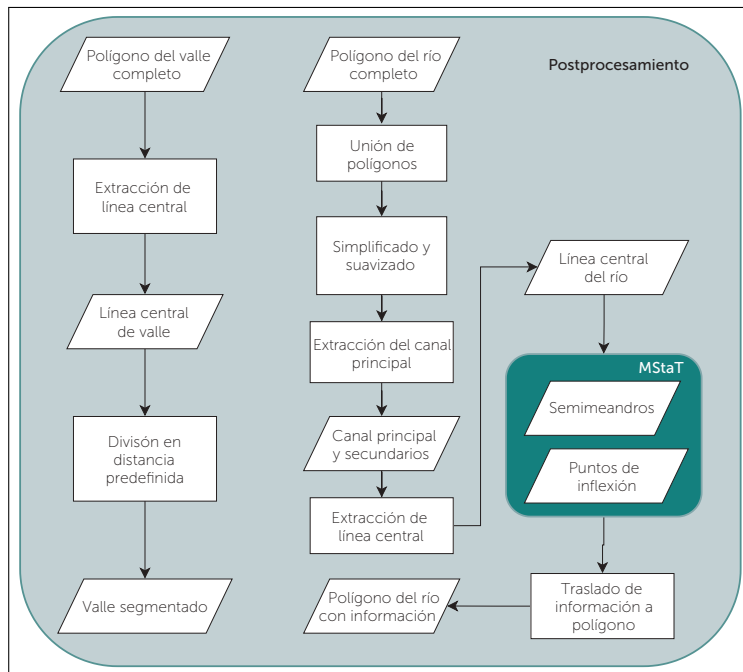 Postprocesamiento
Polígono del valle
completo
Extracción de
línea central
Línea central
de valle
Divisón en
distancia
predefinida
Valle segmentado
Polígono del río
completo
Unión de
polígonos
Simplificado y
suavizado
Extracción del canal
principal
Canal principal
y secundarios
Extracción de
línea central
Línea central
del río
MStaT
Semimeandros
Puntos de
inflexión
Traslado de
información a
polígono
Polígono del río
con información